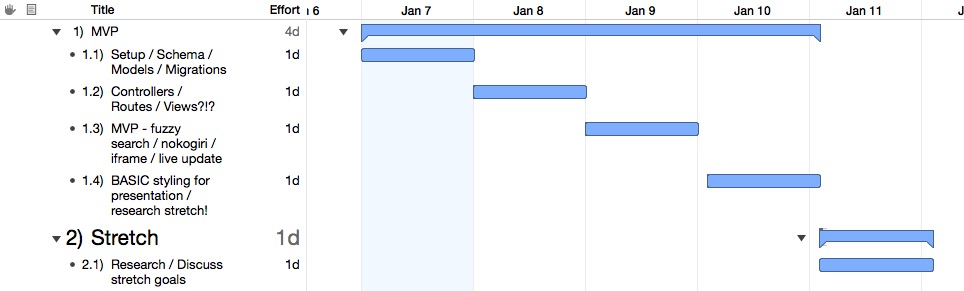 Title Effort ı 6 Jan 7 Jan 8 Jan 9 Jan 10 Jan 11 J
1) MVP 4d
1.1) Setup / Schema / 1d
Models / Migrations
1.2) Controllers / 1d
Routes / Views?!?
1.3) MVP - fuzzy 1d
search / nokogiri /
iframe / live update
1.4) BASIC styling for 1d
presentation /
research stretch!
2) Stretch 1d
2.1) Research / Discuss 1d
stretch goals